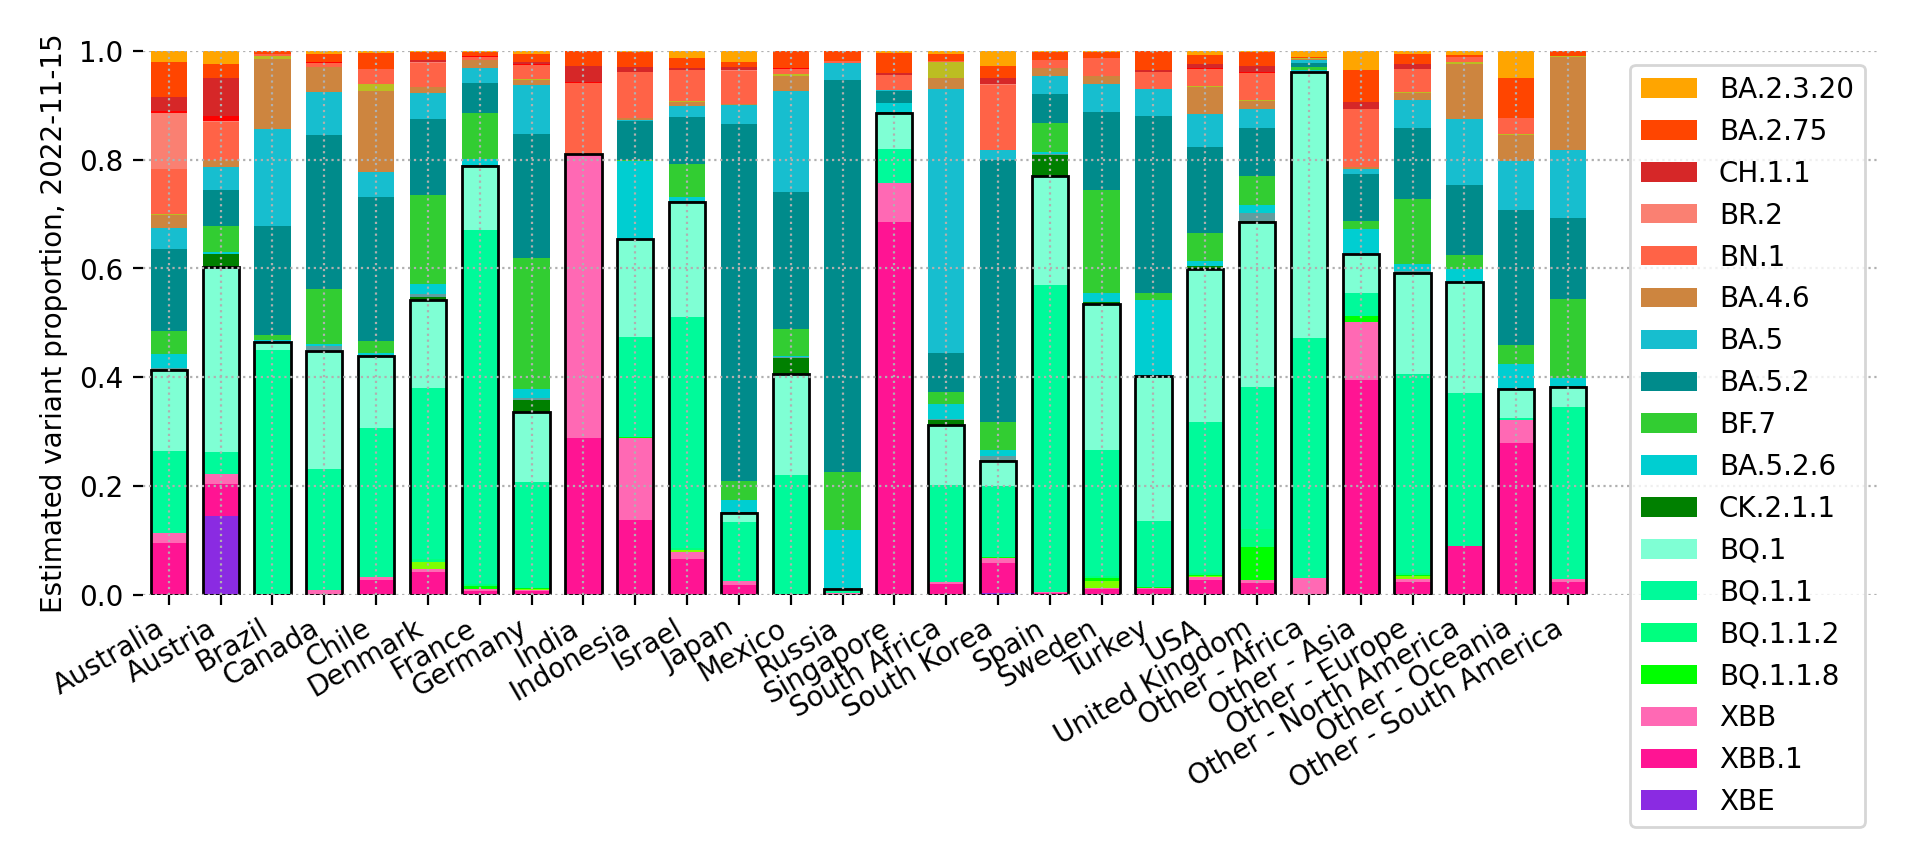 Estimated variant proportion, 2022-11-15
1.0
0.8
0.6
0.4
0.2
0.0
Australia
Austria
Brazil
Canada
Chile
Denmark
France
Germany
India
Indonesia
Israel
Japan
Mexico
Russia
Singapore
South Africa
South Korea
Spain
Sweden
Turkey
USA
United Kingdom
Other - Africa
Other - Asia
Other - Europe
Other - North America
Other - Oceania
Other - South America
BA.2.3.20
BA.2.75
CH.1.1
BR.2
BN.1
BA.4.6
BA.5
BA.5.2
BF.7
BA.5.2.6
CK.2.1.1
BQ.1
BQ.1.1
BQ.1.1.2
BQ.1.1.8
XBB
XBB.1
XBE